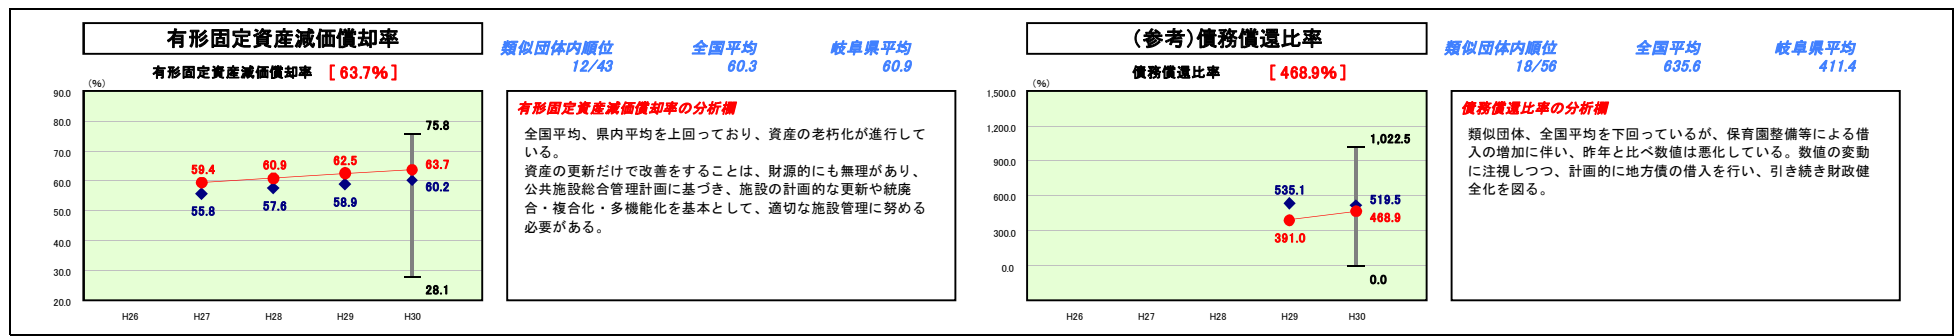 有形固定資産減価償却率
類似団体内順位 全国平均 岐阜県平均
12/43 60.3 60.9
有形固定資産減価償却率 [ 63.7% ]
(%)
90.0
80.0
70.0
60.0
50.0
40.0
30.0
20.0
75.8
59.4 60.9 62.5 63.7
55.8 57.6 58.9 60.2
28.1
H26 H27 H28 H29 H30
有形固定資産減価償却率の分析欄
全国平均、県内平均を上回っており、資産の老朽化が進行して
いる。
資産の更新だけで改善をすることは、財源的にも無理があり、
公共施設総合管理計画に基づき、施設の計画的な更新や統廃
合・複合化・多機能化を基本として、適切な施設管理に努める
必要がある。
(参考)債務償還比率
類似団体内順位 全国平均 岐阜県平均
18/56 635.6 411.4
債務償還比率 [ 468.9% ]
(%)
1,500.0
1,200.0
900.0
600.0
300.0
0.0
1,022.5
535.1 519.5
391.0 468.9
0.0
H26 H27 H28 H29 H30
債務償還比率の分析欄
類似団体、全国平均を下回っているが、保育園整備等による借
入の増加に伴い、昨年と比べ数値は悪化している。数値の変動
に注視しつつ、計画的に地方債の借入を行い、引き続き財政健
全化を図る。